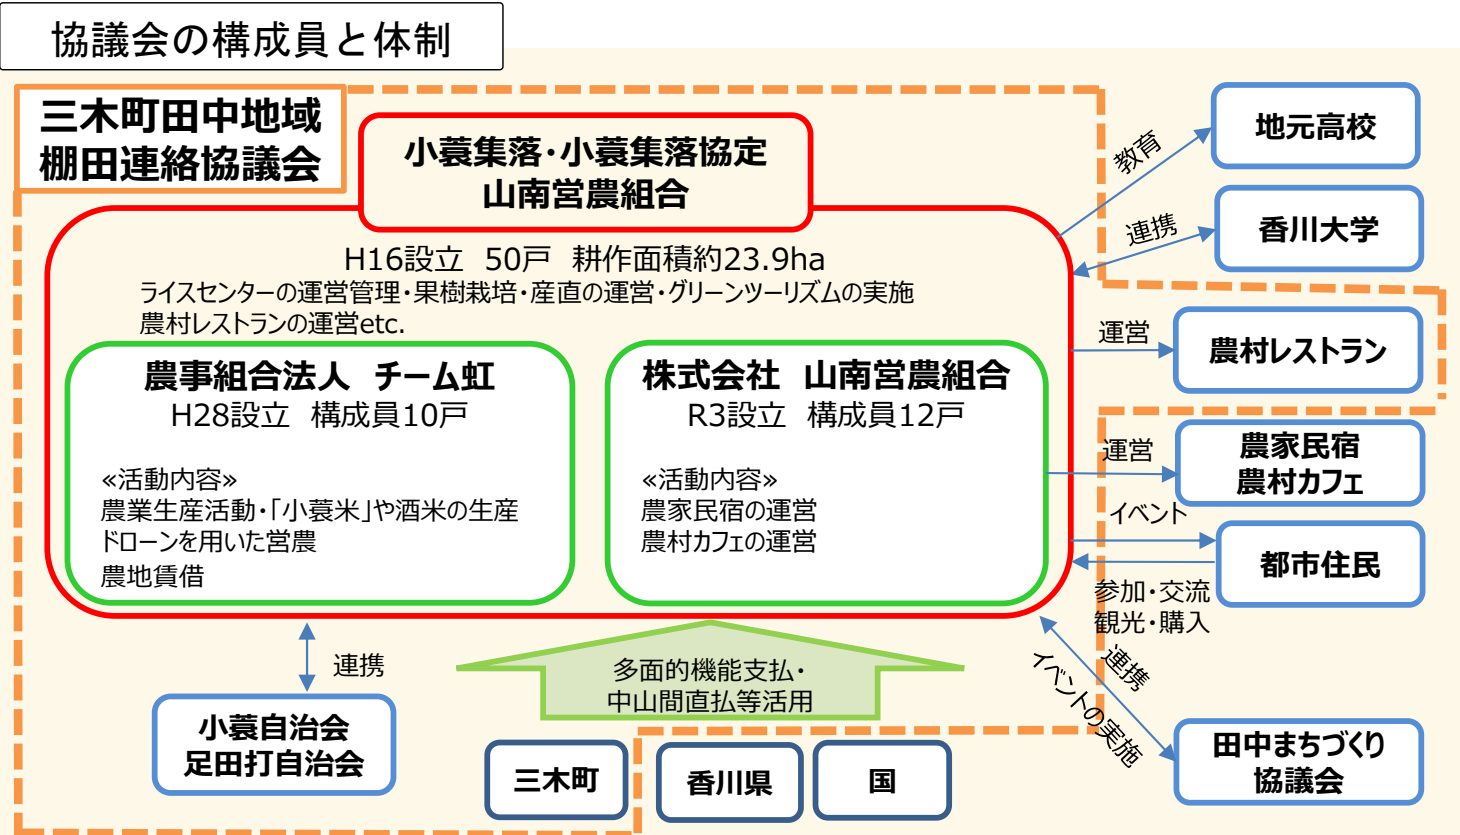 協議会の構成員と体制
三木町田中地域
棚田連絡協議会
小蓑集落・小蓑集落協定
山南営農組合
H16設立 50戸 耕作面積約23.9ha
ライスセンターの運営管理・果樹栽培・産直の運営・グリーンツーリズムの実施
農村レストランの運営etc.
農事組合法人 チーム虹
H28設立 構成員10戸
≪活動内容≫
農業生産活動・「小蓑米」や酒米の生産
ドローンを用いた営農
農地賃借
株式会社 山南営農組合
R3設立 構成員12戸
≪活動内容≫
農家民宿の運営
農村カフェの運営
教育
地元高校
連携
香川大学
運営
農村レストラン
運営
農家民宿
農村カフェ
イベント
都市住民
参加・交流
観光・購入
連携
イベントの実施
田中まちづくり
協議会
連携
小蓑自治会
足田打自治会
多面的機能支払・
中山間直払等活用
三木町
香川県
国